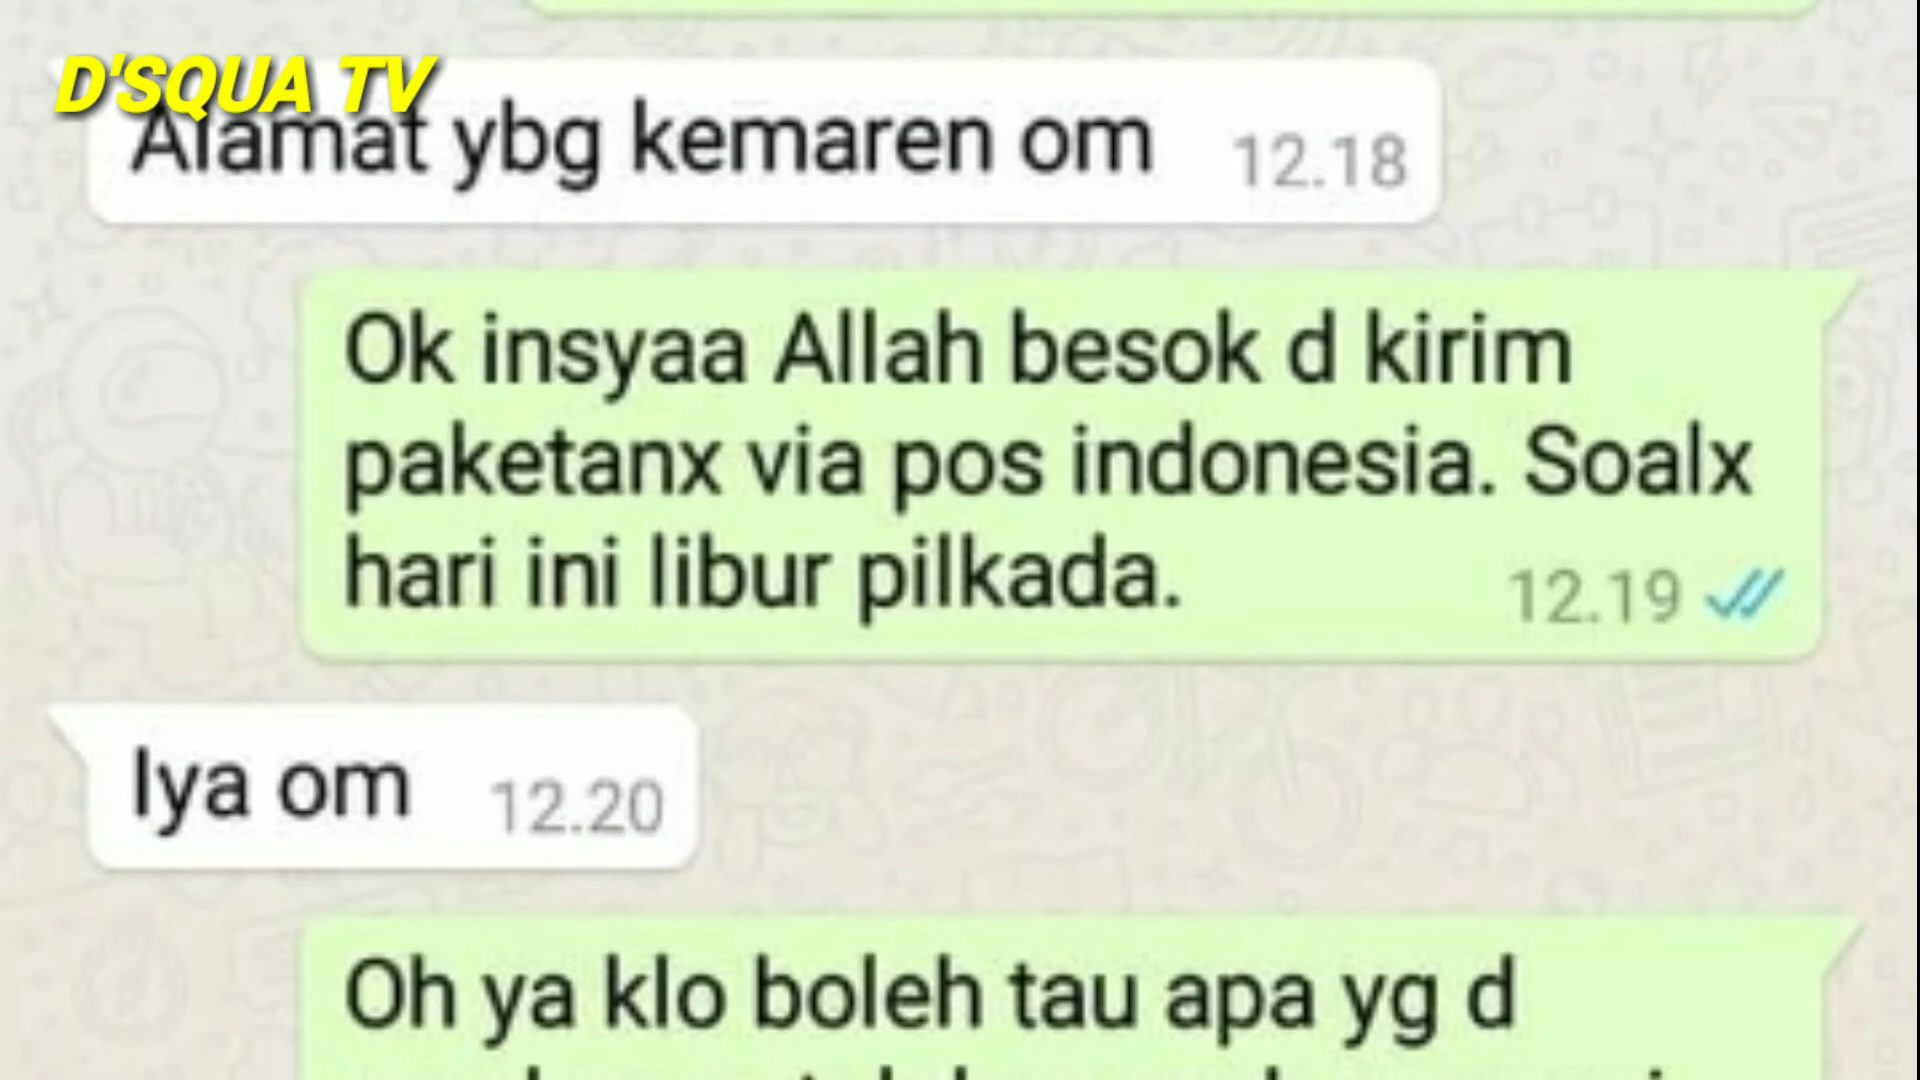 D'SQUA TV
Alamat ybg kemaren om 12.18
Ok insyaa Allah besok d kirim
paketanx via pos indonesia. Soalx
hari ini libur pilkada. 12.19
Iya om 12.20
Oh ya klo boleh tau apa yg d